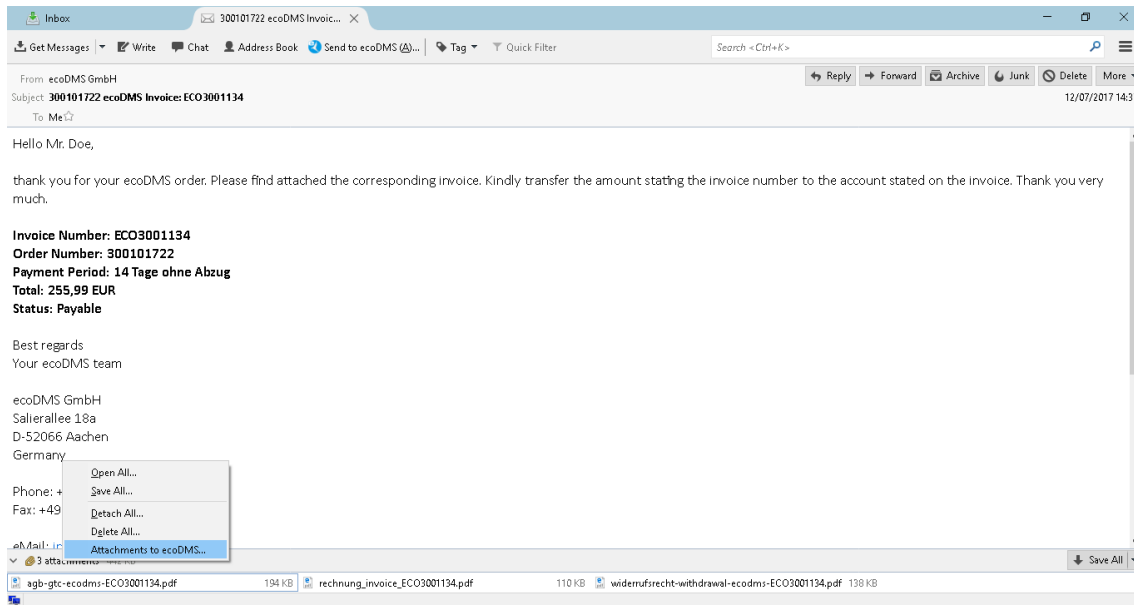 Inbox
300101722 ecoDMS Invoic...
Get Messages Write Chat Address Book Send to ecoDMS (A)... Tag Quick Filter
Search <Ctrl+K>
From ecoDMS GmbH
Reply Forward Archive Junk Delete More
Subject 300101722 ecoDMS Invoice: ECO3001134
12/07/2017 14:3
To Me
Hello Mr. Doe,
thank you for your ecoDMS order. Please find attached the corresponding invoice. Kindly transfer the amount stating the invoice number to the account stated on the invoice. Thank you very
much.
Invoice Number: ECO3001134
Order Number: 300101722
Payment Period: 14 Tage ohne Abzug
Total: 255,99 EUR
Status: Payable
Best regards
Your ecoDMS team
ecoDMS GmbH
Salierallee 18a
D-52066 Aachen
Germany
Phone: +
Fax: +49
eMail:
Open All...
Save All...
Detach All...
Delete All...
Attachments to ecoDMS...
3 attachments 442 KB
Save All
agb-gtc-ecodms-ECO3001134.pdf 194 KB rechnung_invoice_ECO3001134.pdf 110 KB widerrufsrecht-withdrawal-ecodms-ECO3001134.pdf 138 KB